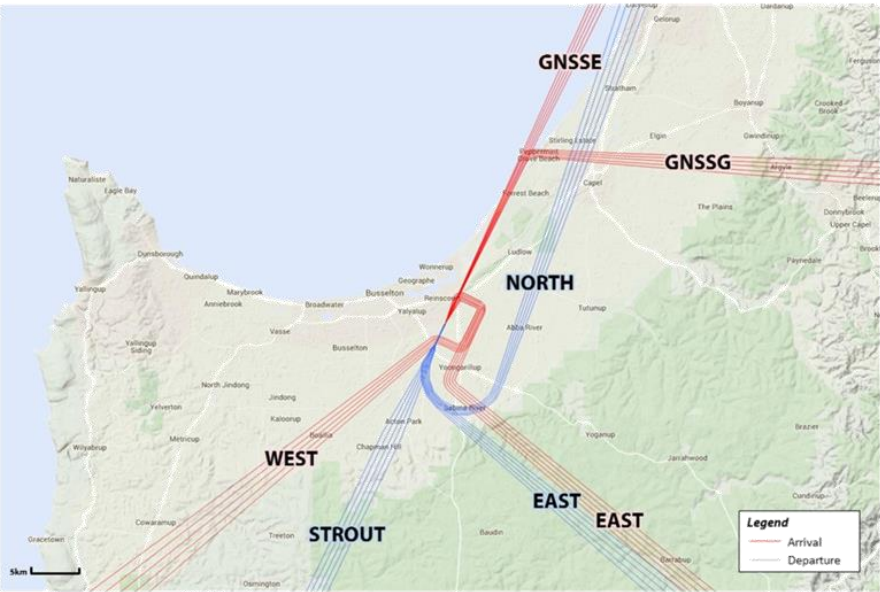 Gelorup
Dardanup
GNSSE
Ferguson
Stratham
Boyanup
Crooked
Brook
Stirling Estate
Elgin
Gwindinup
Peppermint
Grove Beach
GNSSG
Argyle
Naturaliste
Eagle Bay
Capel
Forrest Beach
The Plains
Donnybrook
Upper Capel
Dunsborough
Ludlow
Paynedale
Wonnerup
Quindalup
Geographe
NORTH
Yallingup
Marybrook
Busselton
Reinscourt
Anniebrook
Broadwater
Yalyalup
Tutunup
Vasse
Abba River
Yallingup
Siding
Busselton
Yoongarillup
North Jindong
Jindong
Yelverton
Sabina River
Kaloorup
Acton Park
Metricup
Boallia
Yoganup
Brazier
Wilyabrup
Chapman Hill
WEST
Jarrahwood
Cundinup
EAST
Cowaramup
EAST
Legend
Gracetown
Treeton
STROUT
Baudin
Arrival
Departure
Barrabup
5km
Osmington